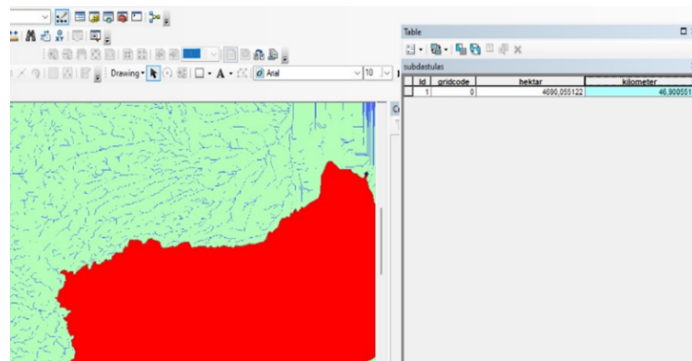 Table
Drawing
Arial
10
subdastulas
Id gridcode hektar kilometer
1 0 4690,055122 46,900551